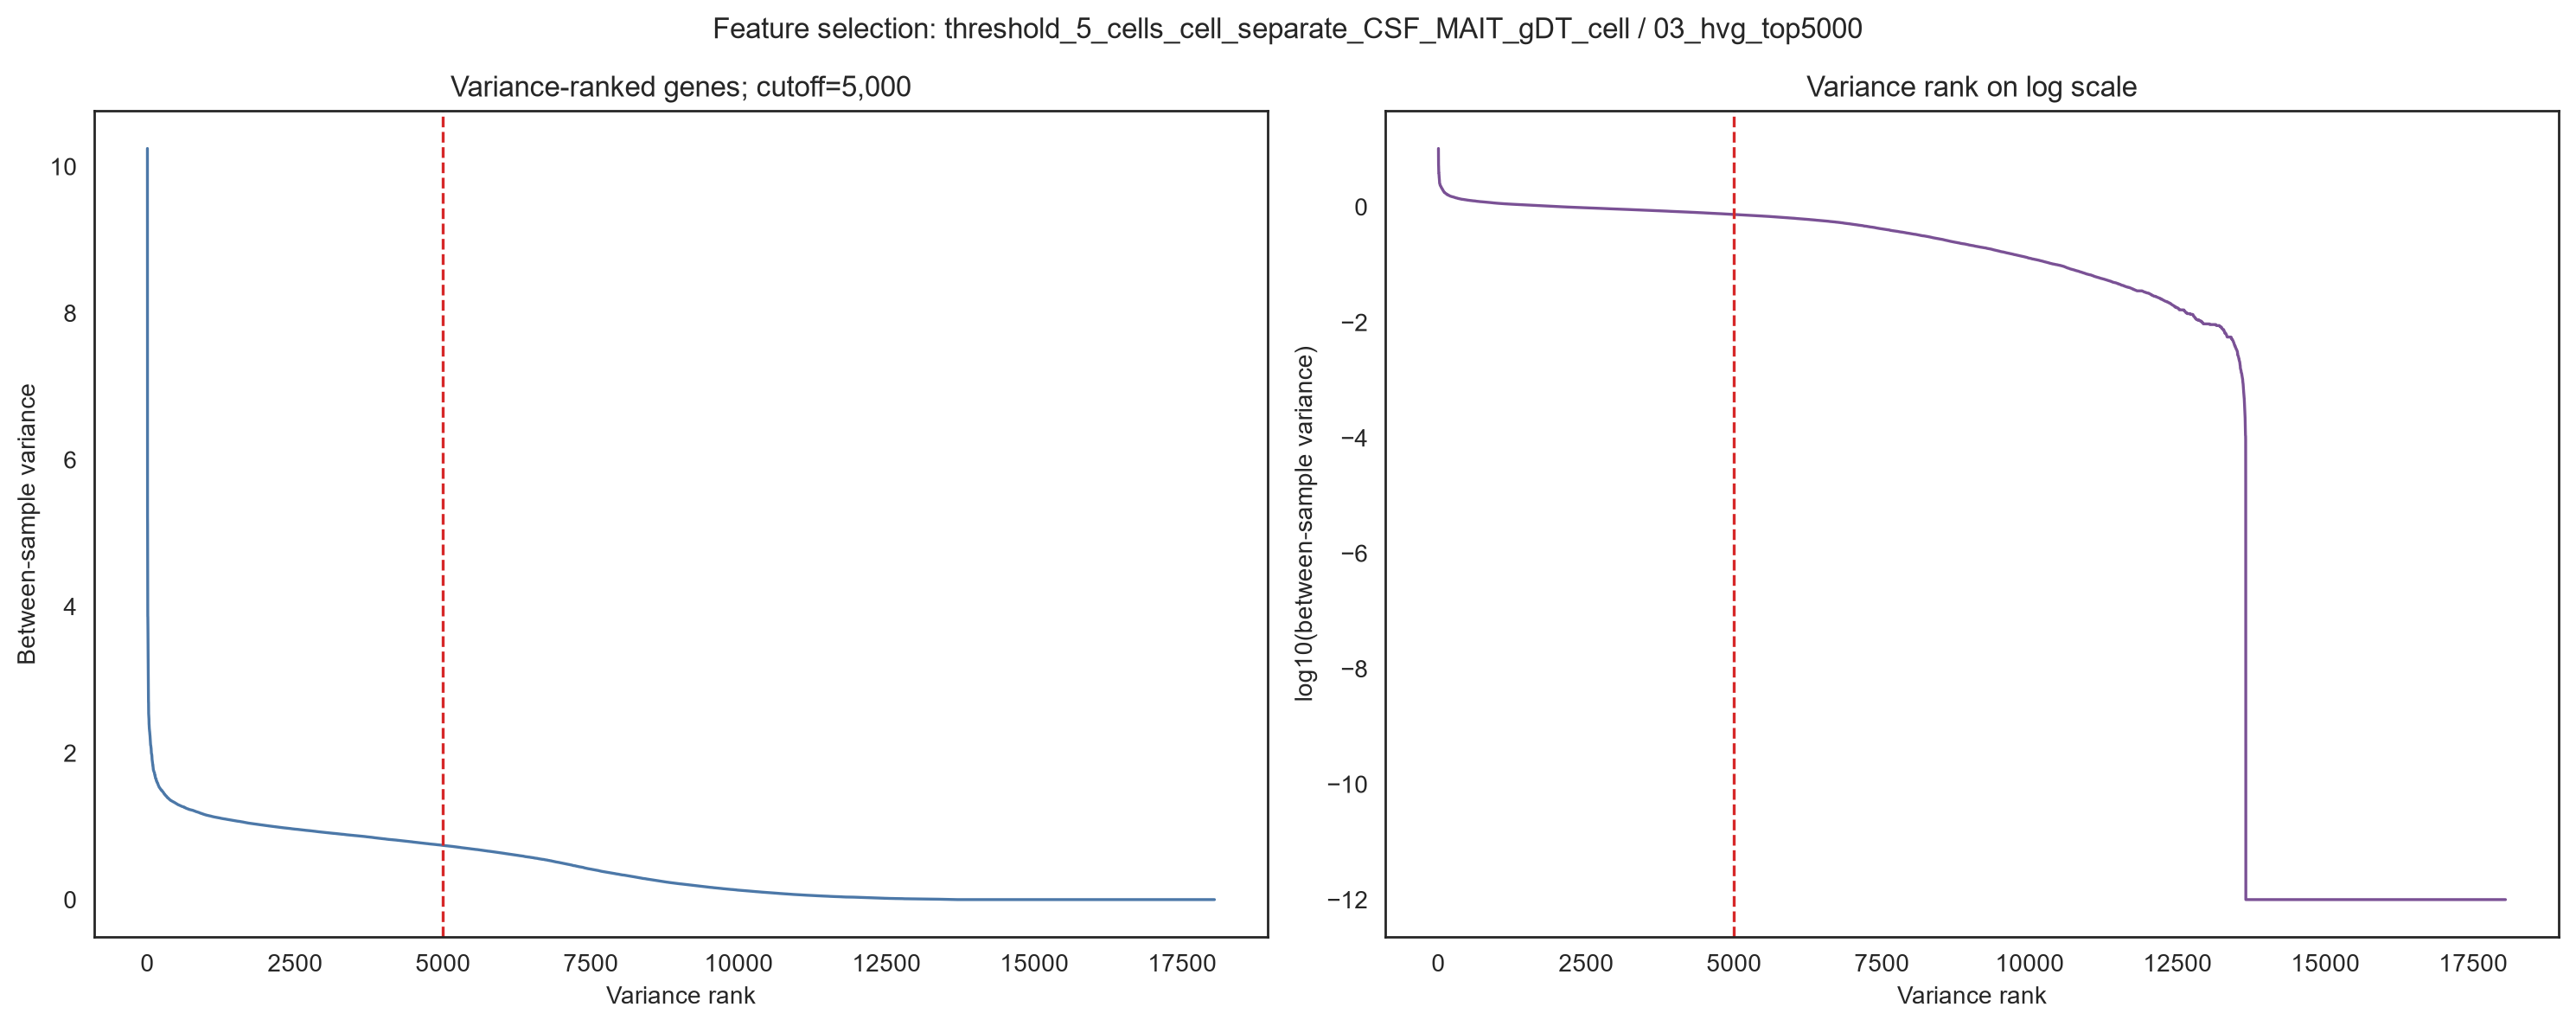 Feature selection: threshold_5_cells_cell_separate_CSF_MAIT_gDT_cell / 03_hvg_top5000
Variance-ranked genes; cutoff=5,000
Between-sample variance
10
8
6
4
2
0
0 2500 5000 7500 10000 12500 15000 17500
Variance rank
Variance rank on log scale
log10(between-sample variance)
0
−2
−4
−6
−8
−10
−12
0 2500 5000 7500 10000 12500 15000 17500
Variance rank